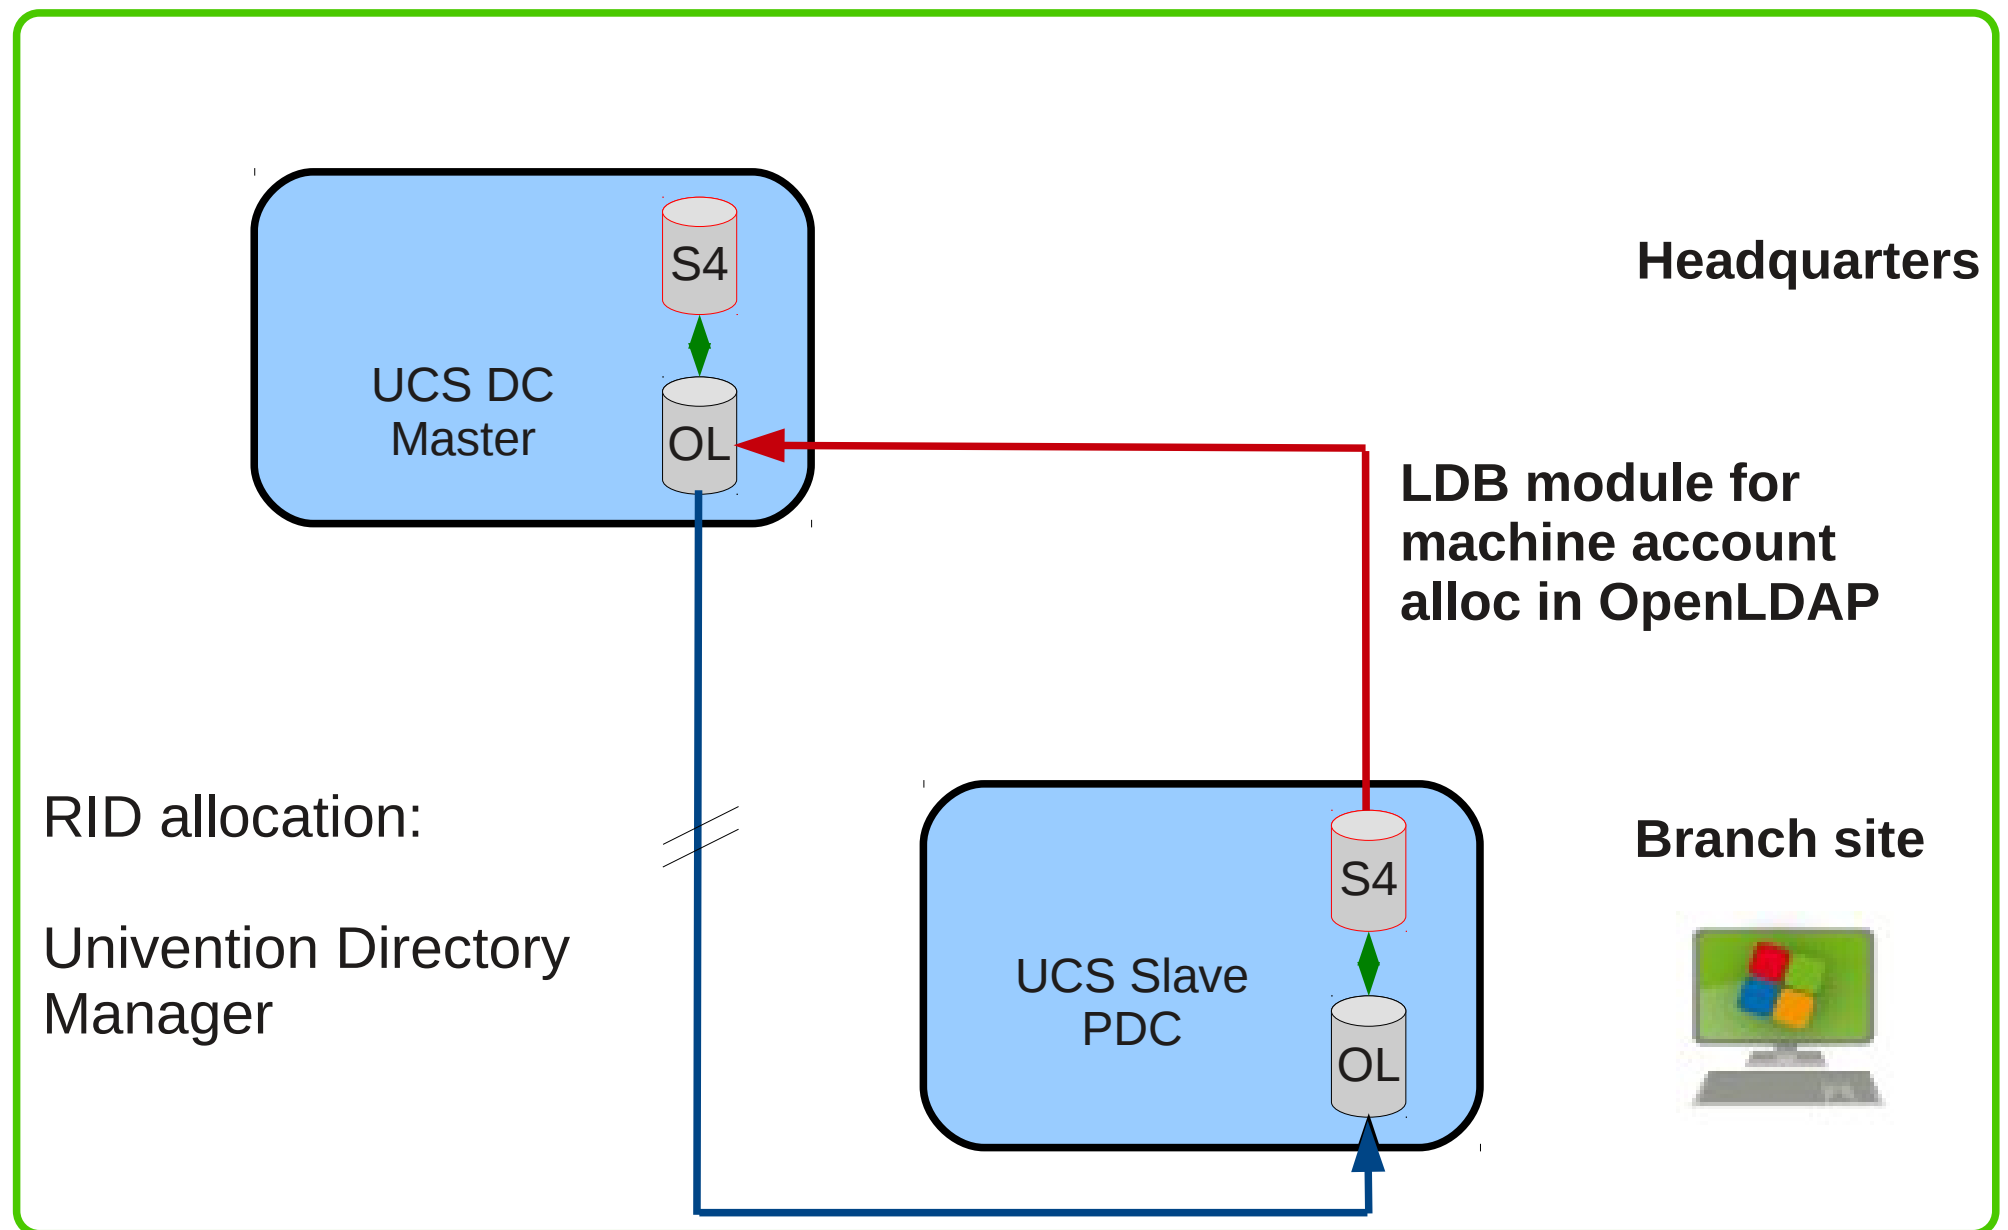 S4
Headquarters
UCS DC
Master
OL
LDB module for
machine account
alloc in OpenLDAP
RID allocation:
Univention Directory
Manager
S4
Branch site
UCS Slave
PDC
OL